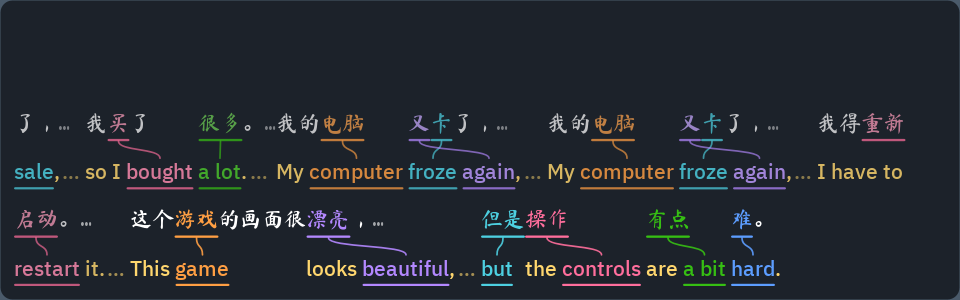 了，… 我买了 很多。…我的电脑 又卡了，… 我的电脑 又卡了，… 我得重新
sale,… so I bought a lot.… My computer froze again,… My computer froze again,… I have to
启动。… 这个游戏的画面很漂亮，… 但是操作 有点 难。
restart it.… This game looks beautiful,… but the controls are a bit hard.